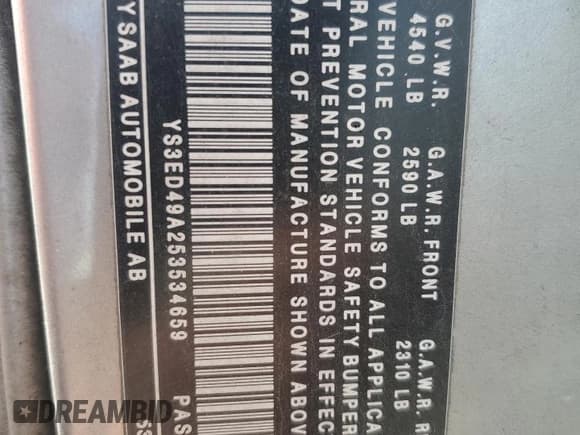 G.V.W.R. G.A.W.R. FRONT G.A.W.R. R
4540 LB 2590 LB 2310 LB
VEHICLE CONFORMS TO ALL APPLICA
RAL MOTOR VEHICLE SAFETY BUMPER
T PREVENTION STANDARDS IN EFFEC
DATE OF MANUFACTURE SHOWN ABOV
YS3ED49A253534659 PAS
Y SAAB AUTOMOBILE AB
DREAMBID